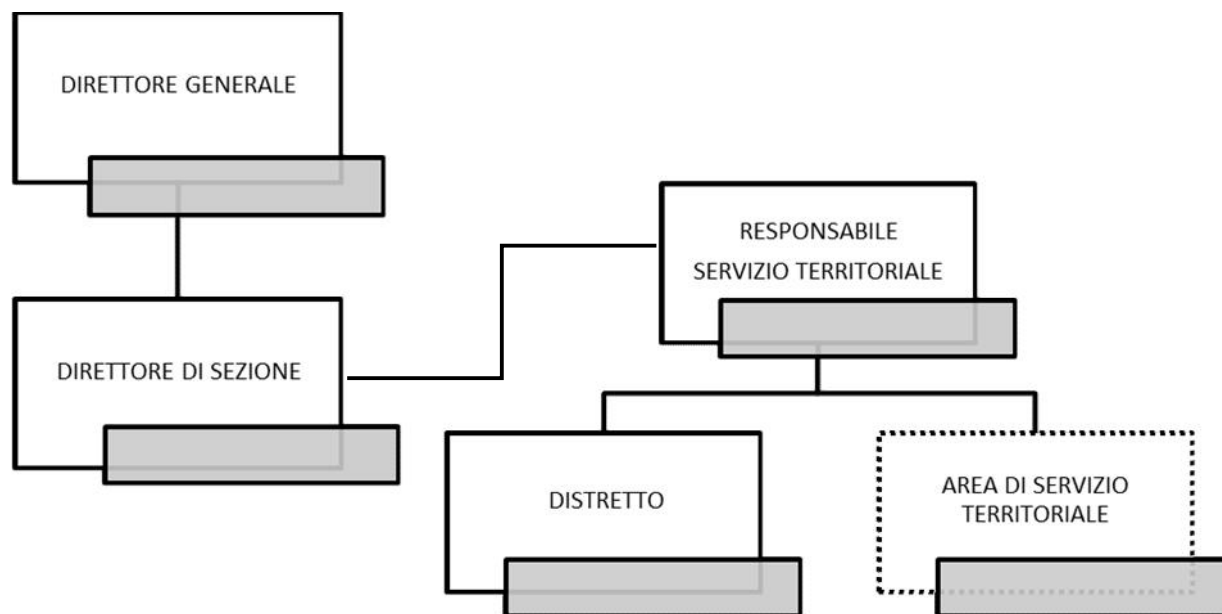 DIRETTORE GENERALE
DIRETTORE DI SEZIONE
RESPONSABILE
SERVIZIO TERRITORIALE
DISTRETTO
AREA DI SERVIZIO
TERRITORIALE